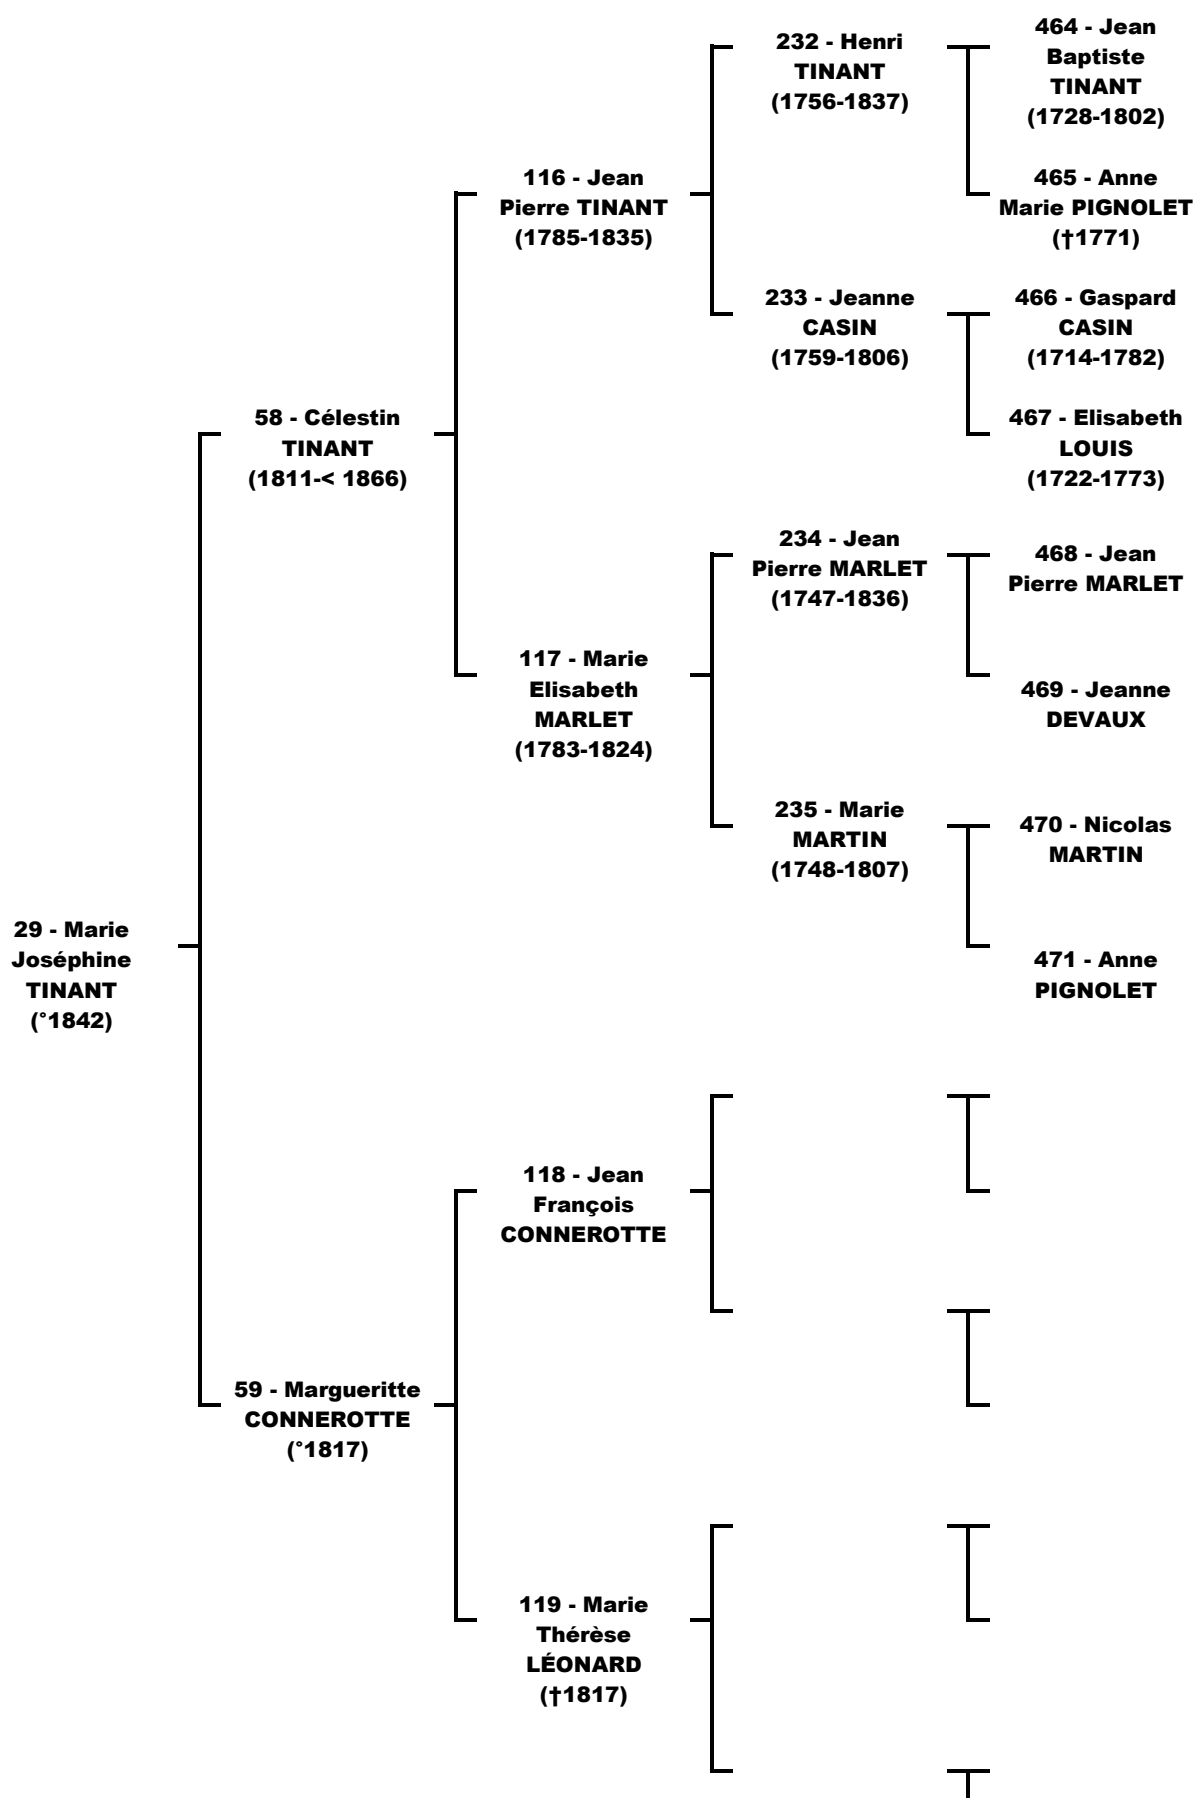 29 - Marie
Joséphine
TINANT
(°1842)
58 - Célestin
TINANT
(1811-< 1866)
59 - Margueritte
CONNEROTTE
(°1817)
116 - Jean
Pierre TINANT
(1785-1835)
117 - Marie
Elisabeth
MARLET
(1783-1824)
118 - Jean
François
CONNEROTTE
119 - Marie
Thérèse
LÉONARD
(†1817)
232 - Henri
TINANT
(1756-1837)
233 - Jeanne
CASIN
(1759-1806)
234 - Jean
Pierre MARLET
(1747-1836)
235 - Marie
MARTIN
(1748-1807)
464 - Jean
Baptiste
TINANT
(1728-1802)
465 - Anne
Marie PIGNOLET
(†1771)
466 - Gaspard
CASIN
(1714-1782)
467 - Elisabeth
LOUIS
(1722-1773)
468 - Jean
Pierre MARLET
469 - Jeanne
DEVAUX
470 - Nicolas
MARTIN
471 - Anne
PIGNOLET